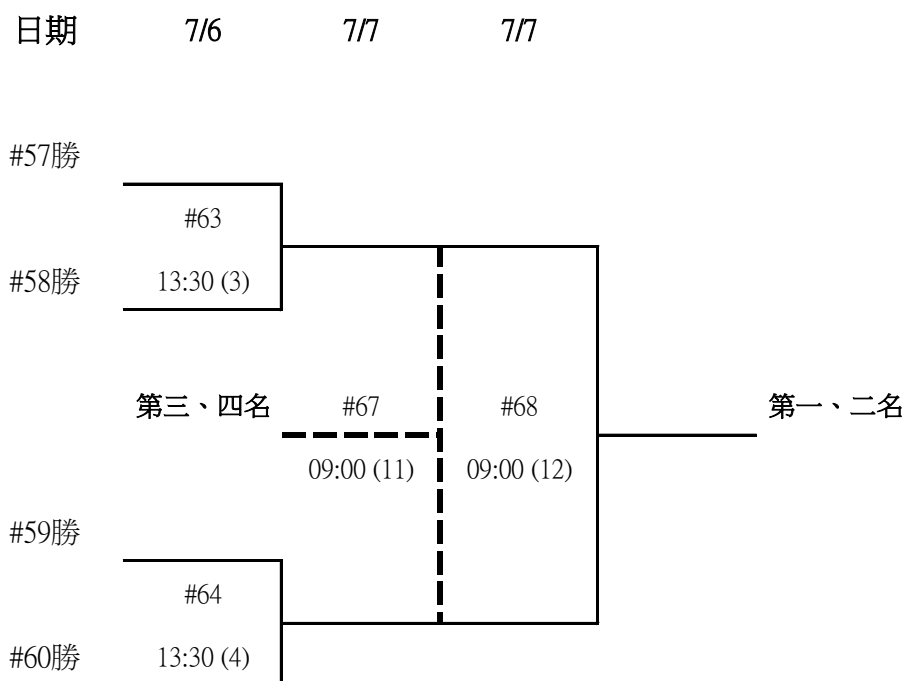 日期 7/6 7/7 7/7
#57勝
#63
#58勝 13:30 (3)
第三、四名 #67 #68 第一、二名
09:00 (11) 09:00 (12)
#59勝
#64
#60勝 13:30 (4)